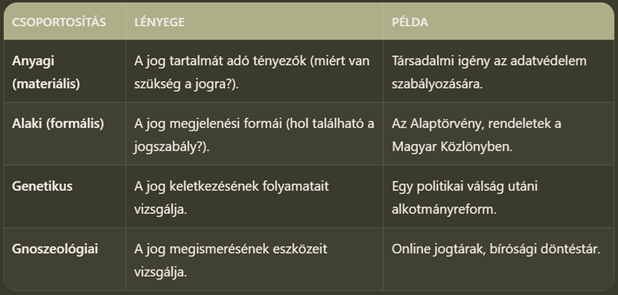 CSOPORTOSÍTÁS LÉNYEGE PÉLDA
Anyagi A jog tartalmát adó tényezők (miért van Társadalmi igény az adatvédelem
(materiális) szükség a jogra?). szabályozására.
Alaki (formális) A jog megjelenési formái (hol található a Az Alaptörvény, rendeletek a
jogszabály?). Magyar Közlönyben.
Genetikus A jog keletkezésének folyamatait Egy politikai válság utáni
vizsgálja. alkotmányreform.
Gnoszeológiai A jog megismerésének eszközeit Online jogtárak, bírósági döntéstár.
vizsgálja.